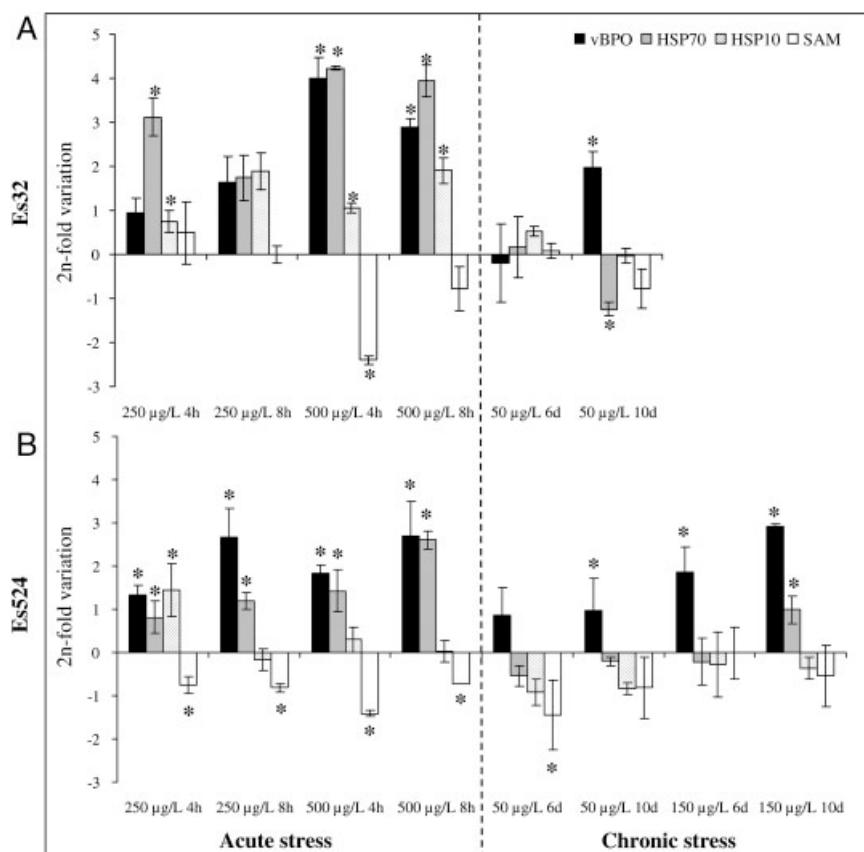 A
5
4
3
2
1
0
-1
-2
-3
2n-fold variation
Es32
■ vBPO ■ HSP70 □ HSP10 □ SAM
* * * * * * * * * * * *
250 µg/L 4h 250 µg/L 8h 500 µg/L 4h 500 µg/L 8h 50 µg/L 6d 50 µg/L 10d
B
5
4
3
2
1
0
-1
-2
-3
2n-fold variation
Es524
* * * * * * * * * * * * * * * * * *
250 µg/L 4h 250 µg/L 8h 500 µg/L 4h 500 µg/L 8h 50 µg/L 6d 50 µg/L 10d 150 µg/L 6d 150 µg/L 10d
Acute stress Chronic stress